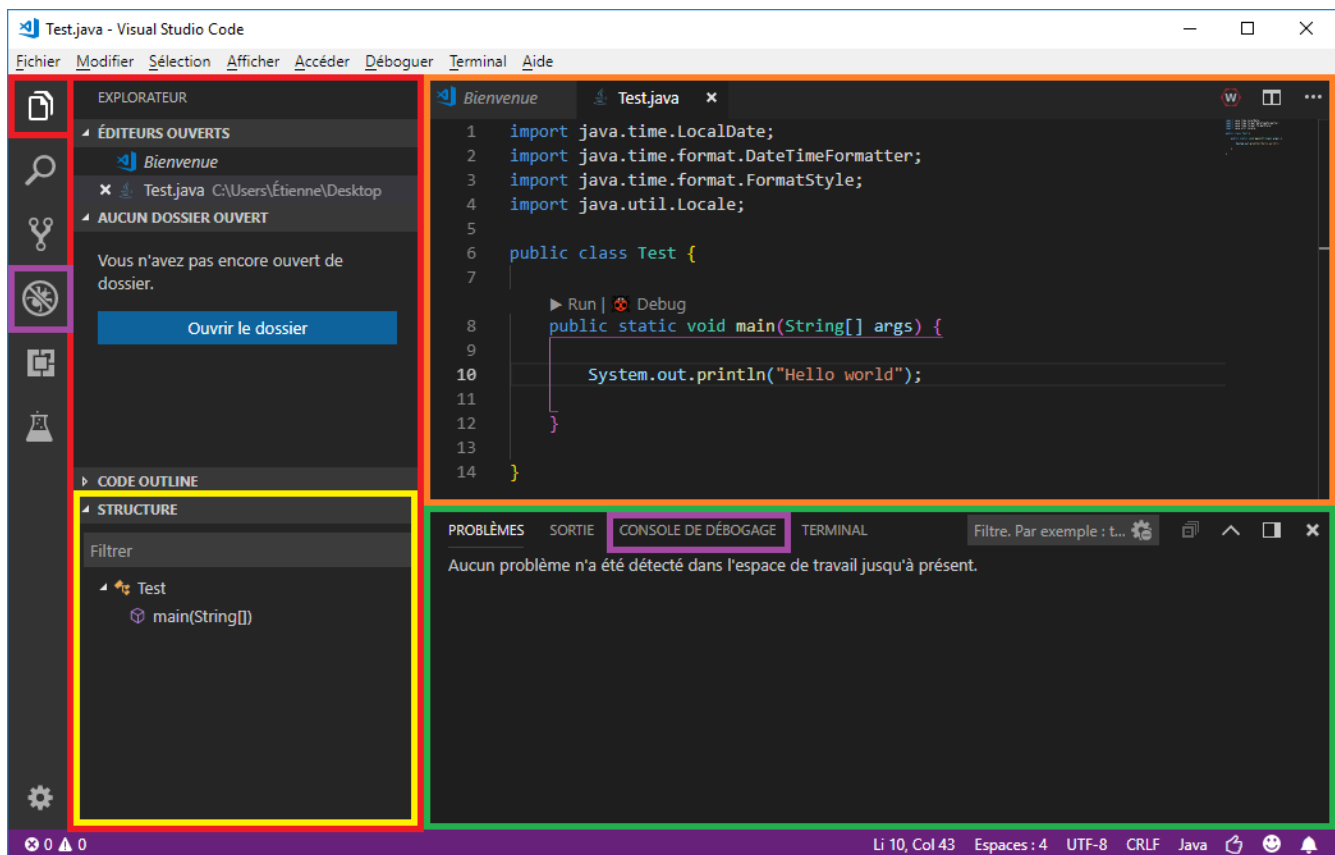 Test.java - Visual Studio Code
Fichier Modifier Sélection Afficher Accéder Déboguer Terminal Aide
EXPLORATEUR
ÉDITEURS OUVERTS
Bienvenue
Test.java C:\Users\Étienne\Desktop
AUCUN DOSSIER OUVERT
Vous n'avez pas encore ouvert de
dossier.
Ouvrir le dossier
CODE OUTLINE
STRUCTURE
Filtrer
Test
main(String[])
Bienvenue Test.java
W
1 import java.time.LocalDate;
2 import java.time.format.DateTimeFormatter;
3 import java.time.format.FormatStyle;
4 import java.util.Locale;
5
6 public class Test {
7
Run | Debug
8 public static void main(String[] args) {
9
10 System.out.println("Hello world");
11
12 }
13
14 }
PROBLÈMES SORTIE CONSOLE DE DÉBOGAGE TERMINAL Filtre. Par exemple : t...
Aucun problème n'a été détecté dans l'espace de travail jusqu'à présent.
0 0 Li 10, Col 43 Espaces : 4 UTF-8 CRLF Java